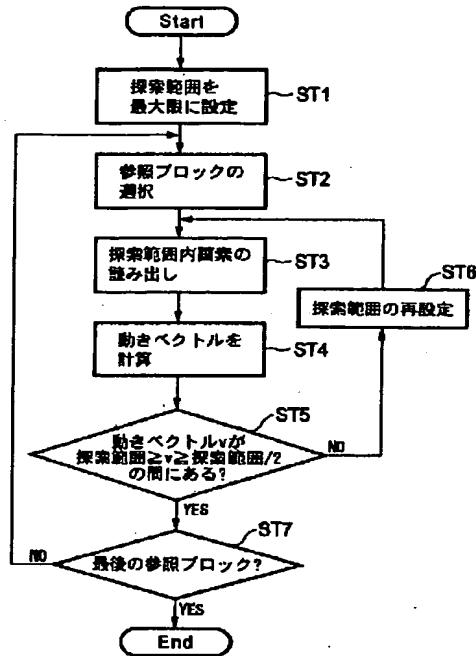 Start
探索範囲を
最大限に設定
ST1
参照ブロックの
選択
ST2
探索範囲内画素の
読み出し
ST3
ST6
探索範囲の再設定
動きベクトルを
計算
ST4
ST5
動きベクトルvが
探索範囲≧v≧探索範囲/2
の間にある?
NO
YES
ST7
最後の参照ブロック?
NO
YES
End